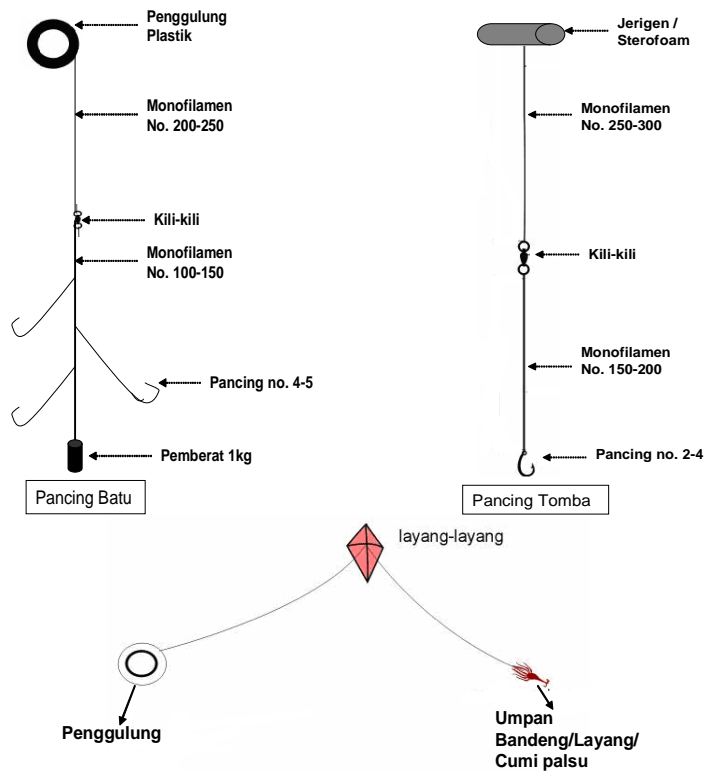 Penggulung
Plastik
Monofilamen
No. 200-250
Kili-kili
Monofilamen
No. 100-150
Pancing no. 4-5
Pemberat 1kg
Pancing Batu
Jerigen /
Sterofoam
Monofilamen
No. 250-300
Kili-kili
Monofilamen
No. 150-200
Pancing no. 2-4
Pancing Tomba
layang-layang
Penggulung
Umpan
Bandeng/Layang/
Cumi palsu